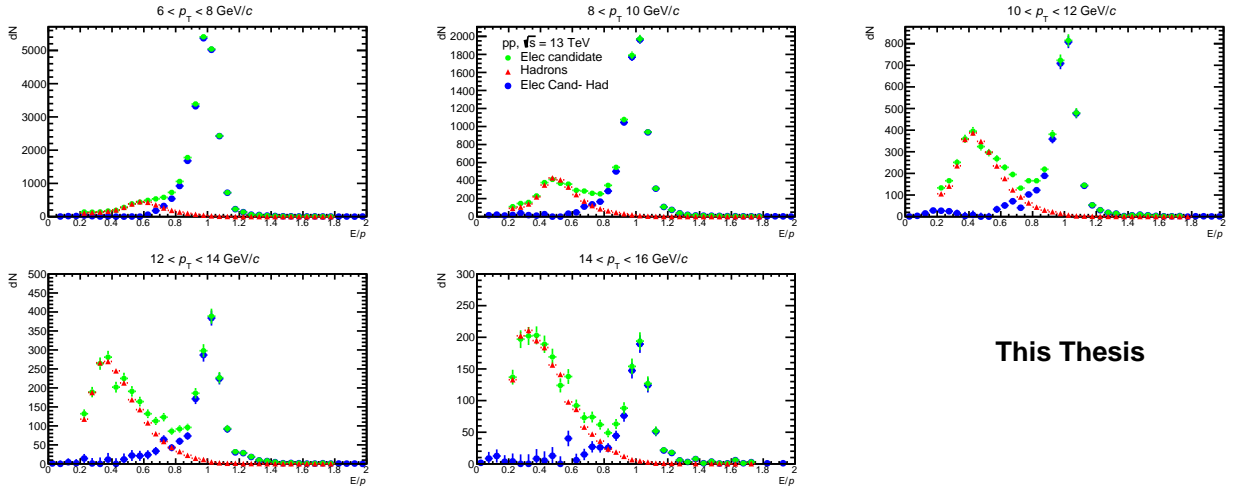 6 < p_T < 8 GeV/c
dN
5000
4000
3000
2000
1000
0
0 0.2 0.4 0.6 0.8 1 1.2 1.4 1.6 1.8 2
E/p
8 < p_T 10 GeV/c
dN
2000
1800
1600
1400
1200
1000
800
600
400
200
0
pp, √s = 13 TeV
Elec candidate
Hadrons
Elec Cand- Had
0 0.2 0.4 0.6 0.8 1 1.2 1.4 1.6 1.8 2
E/p
10 < p_T < 12 GeV/c
dN
800
700
600
500
400
300
200
100
0
0 0.2 0.4 0.6 0.8 1 1.2 1.4 1.6 1.8 2
E/p
12 < p_T < 14 GeV/c
dN
500
450
400
350
300
250
200
150
100
50
0
0 0.2 0.4 0.6 0.8 1 1.2 1.4 1.6 1.8 2
E/p
14 < p_T < 16 GeV/c
dN
300
250
200
150
100
50
0
0 0.2 0.4 0.6 0.8 1 1.2 1.4 1.6 1.8 2
E/p
This Thesis